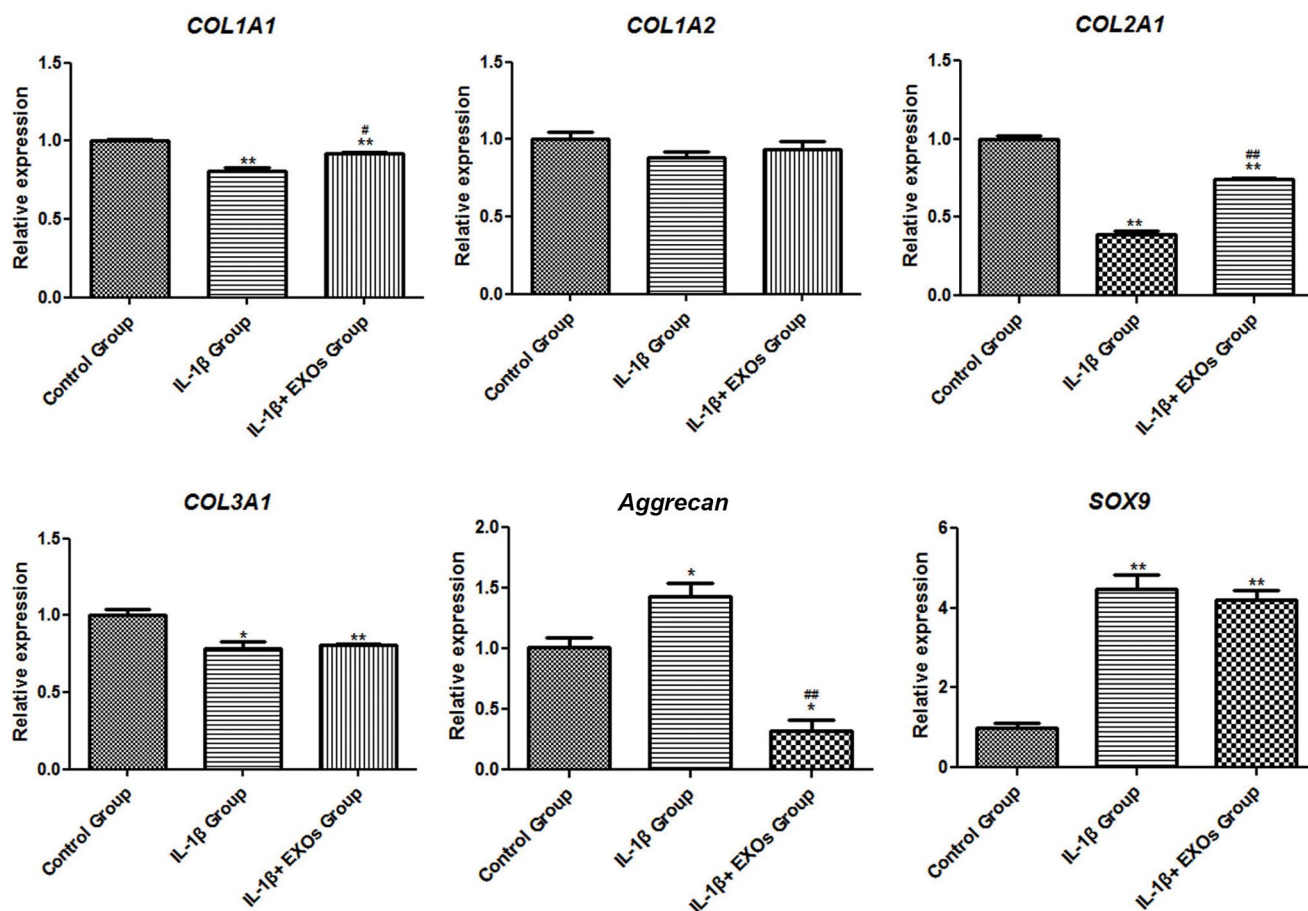 COL1A1
Relative expression
1.5
1.0
0.5
0.0
**
#
**
Control Group
IL-1β Group
IL-1β+ EXOs Group
COL1A2
Relative expression
1.5
1.0
0.5
0.0
Control Group
IL-1β Group
IL-1β+ EXOs Group
COL2A1
Relative expression
1.5
1.0
0.5
0.0
**
##
**
Control Group
IL-1β Group
IL-1β+ EXOs Group
COL3A1
Relative expression
1.5
1.0
0.5
0.0
*
**
Control Group
IL-1β Group
IL-1β+ EXOs Group
Aggrecan
Relative expression
2.0
1.5
1.0
0.5
0.0
*
##
*
Control Group
IL-1β Group
IL-1β+ EXOs Group
SOX9
Relative expression
6
4
2
0
**
**
Control Group
IL-1β Group
IL-1β+ EXOs Group